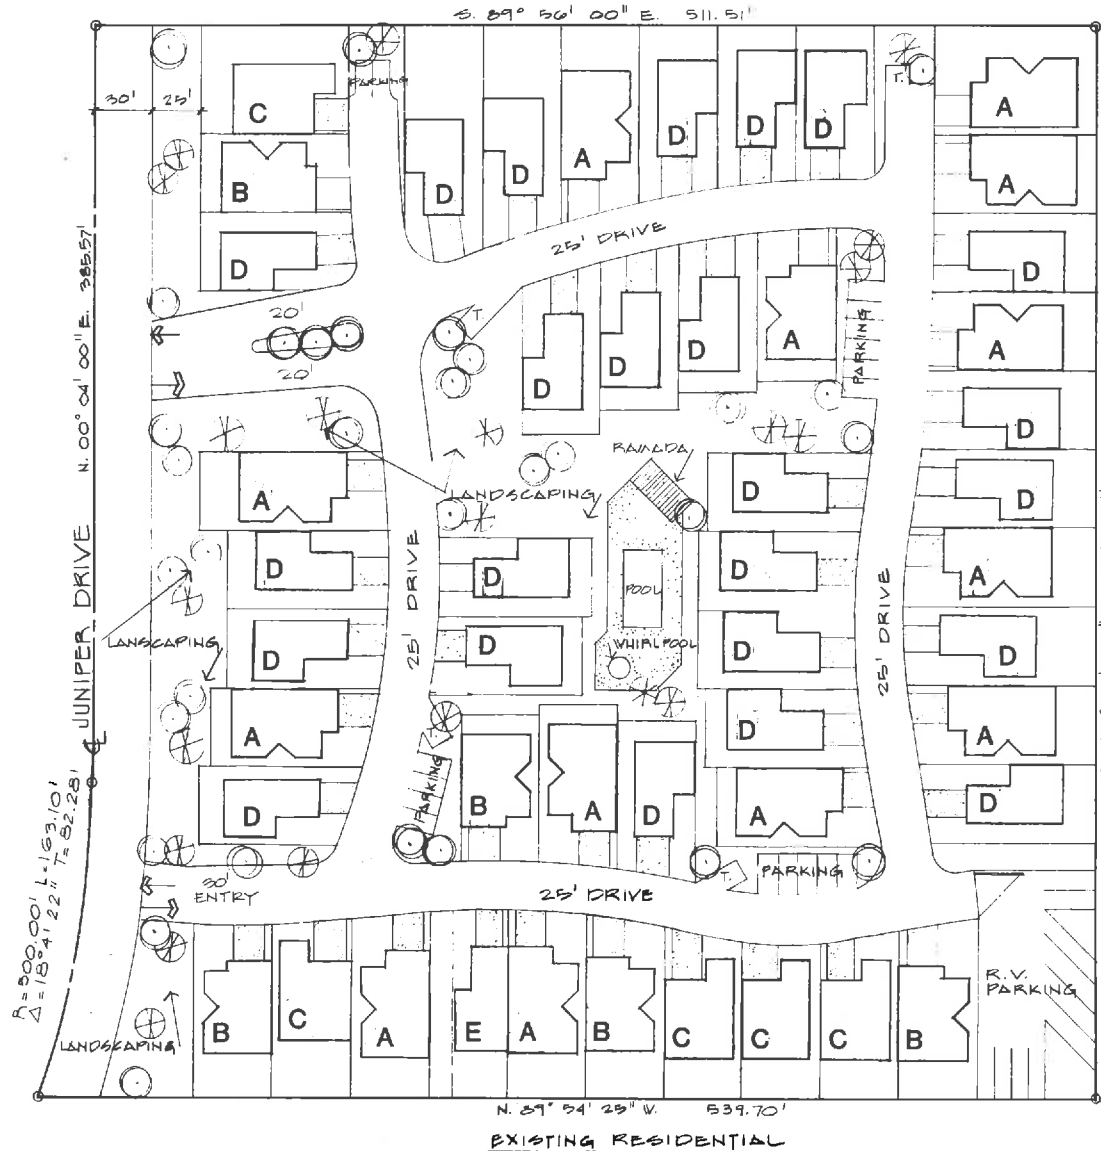 S. 89° 56' 00" E. 511.51'
PARKING
T.
30' 25'
C
A
D D D
D D A
B
D
A
A
D
D
25' DRIVE
N. 00° 04' 00" E. 385.57'
20'
20'
T.
D D D A
PARKING
A
D
RAMADA
LANDSCAPING
A
D
D
JUNIPER DRIVE
D
25' DRIVE
D
POOL
D
25' DRIVE
A
LANSCAPING
D
D
WHIRLPOOL
D
D
A
D
A
℄
PARKING
B A D
D
A
D
R=500.00' L=163.10'
Δ=18° 41' 22" T=82.28'
30'
ENTRY
25' DRIVE
T.
PARKING
R.V.
PARKING
B C A E A B C C C B
LANDSCAPING
N. 89° 54' 25" W. 539.70'
EXISTING RESIDENTIAL